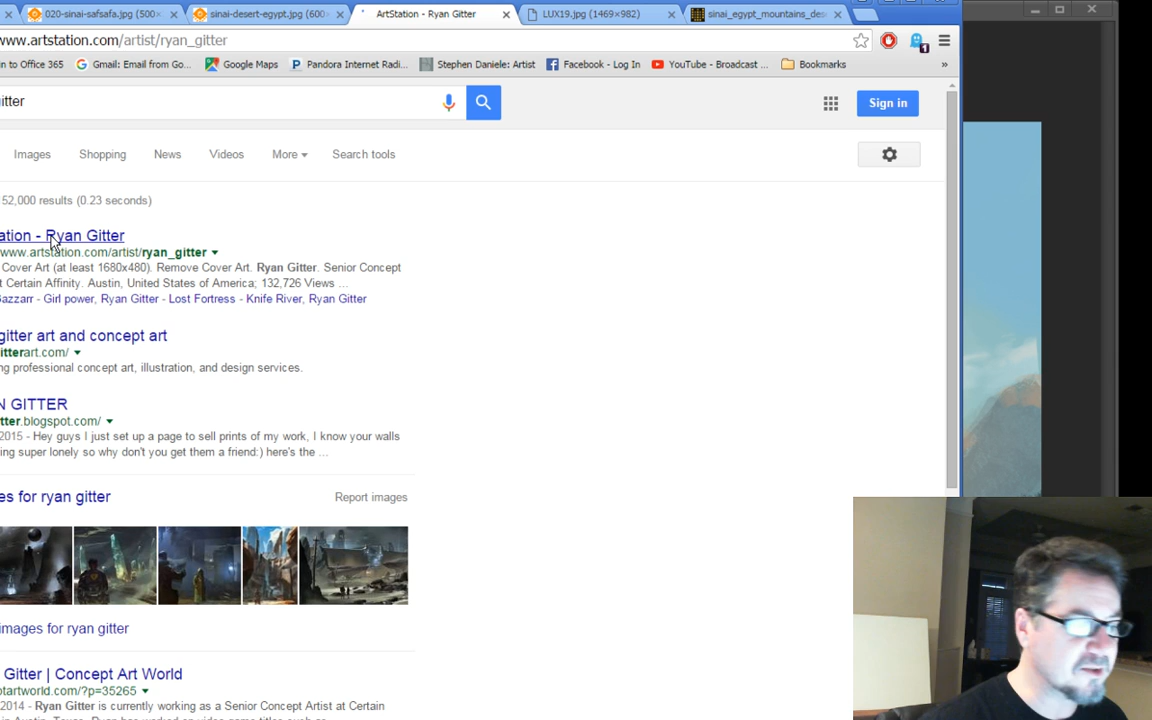 020-sinai-safsafa.jpg (500×
sinai-desert-egypt.jpg (600×
ArtStation - Ryan Gitter
LUX19.jpg (1469×982)
sinai_egypt_mountains_des
www.artstation.com/artist/ryan_gitter
1
n to Office 365
Gmail: Email from Go...
Google Maps
Pandora Internet Radi...
Stephen Daniele: Artist
Facebook - Log In
YouTube - Broadcast ...
Bookmarks
»
itter
Sign in
Images
Shopping
News
Videos
More
Search tools
52,000 results (0.23 seconds)
ation - Ryan Gitter
www.artstation.com/artist/ryan_gitter
Cover Art (at least 1680x480). Remove Cover Art. Ryan Gitter. Senior Concept
t Certain Affinity. Austin, United States of America; 132,726 Views ...
Bazzarr - Girl power, Ryan Gitter - Lost Fortress - Knife River, Ryan Gitter
gitter art and concept art
itterart.com/
ng professional concept art, illustration, and design services.
N GITTER
tter.blogspot.com/
2015 - Hey guys I just set up a page to sell prints of my work, I know your walls
ing super lonely so why don't you get them a friend:) here's the ...
es for ryan gitter
Report images
images for ryan gitter
Gitter | Concept Art World
ptartworld.com/?p=35265
2014 - Ryan Gitter is currently working as a Senior Concept Artist at Certain